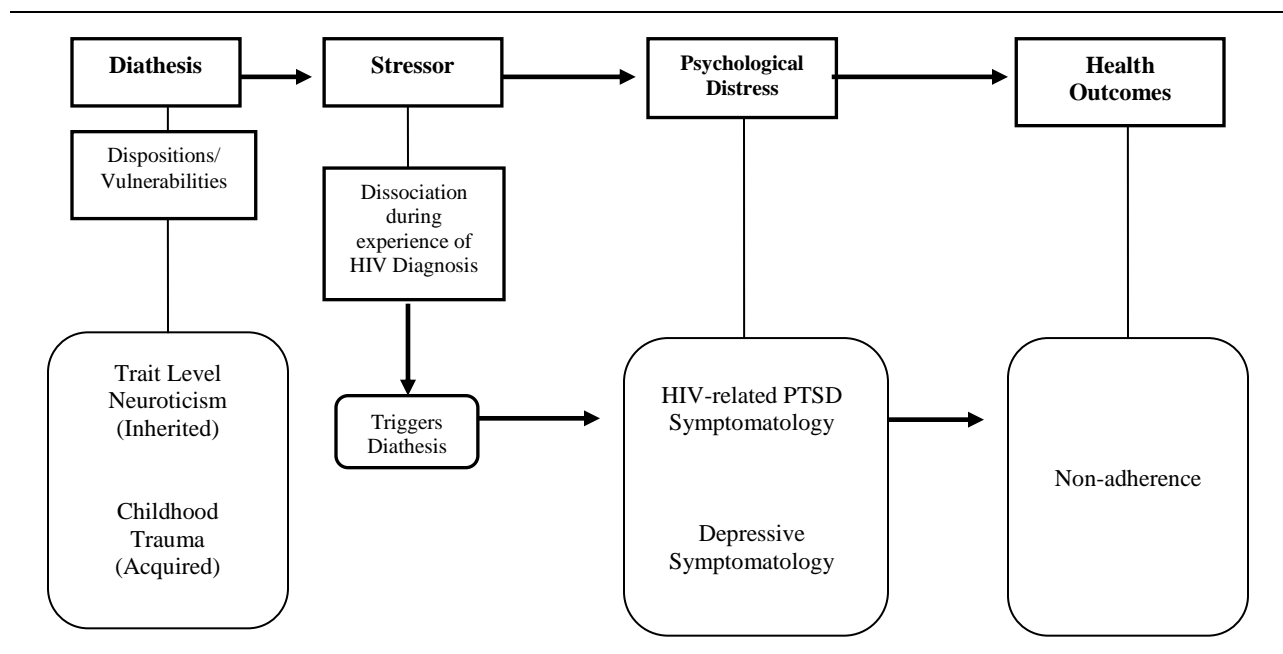 Diathesis
Dispositions/
Vulnerabilities
Trait Level
Neuroticism
(Inherited)
Childhood
Trauma
(Acquired)
Stressor
Dissociation
during
experience of
HIV Diagnosis
Triggers
Diathesis
Psychological
Distress
HIV-related PTSD
Symptomatology
Depressive
Symptomatology
Health
Outcomes
Non-adherence